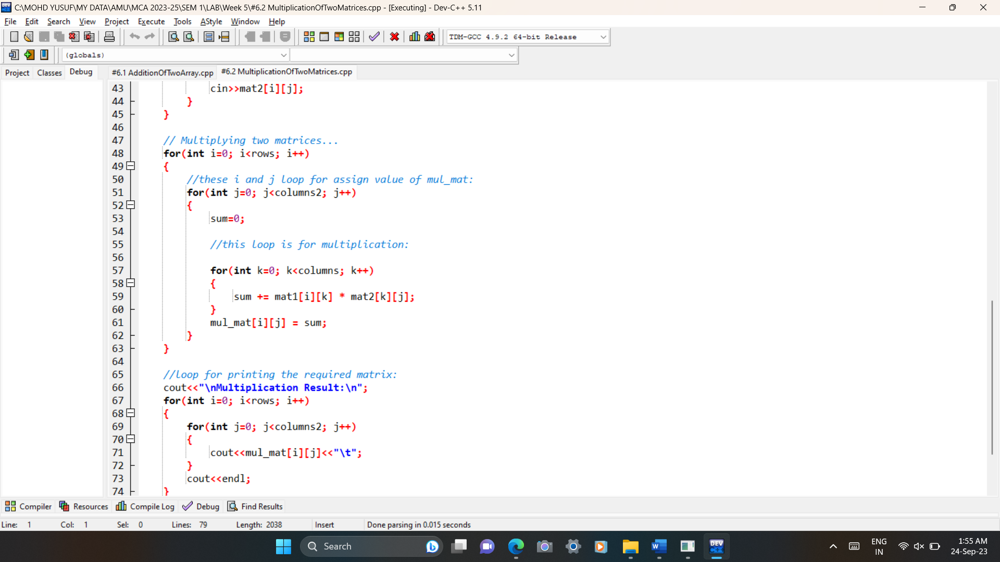 C:\MOHD YUSUF\MY DATA\AMU\MCA 2023-25\SEM 1\LAB\Week 5\#6.2 MultiplicationOfTwoMatrices.cpp - [Executing] - Dev-C++ 5.11
File Edit Search View Project Execute Tools AStyle Window Help
TDM-GCC 4.9.2 64-bit Release
(globals)
Project Classes Debug #6.1 AdditionOfTwoArray.cpp #6.2 MultiplicationOfTwoMatrices.cpp
43 cin>>mat2[i][j];
44 }
45 }
46
47 // Multiplying two matrices...
48 for(int i=0; i<rows; i++)
49 {
50 //these i and j loop for assign value of mul_mat:
51 for(int j=0; j<columns2; j++)
52 {
53 sum=0;
54
55 //this loop is for multiplication:
56
57 for(int k=0; k<columns; k++)
58 {
59 sum += mat1[i][k] * mat2[k][j];
60 }
61 mul_mat[i][j] = sum;
62 }
63 }
64
65 //loop for printing the required matrix:
66 cout<<"\nMultiplication Result:\n";
67 for(int i=0; i<rows; i++)
68 {
69 for(int j=0; j<columns2; j++)
70 {
71 cout<<mul_mat[i][j]<<"\t";
72 }
73 cout<<endl;
74 }
Compiler Resources Compile Log Debug Find Results
Line: 1 Col: 1 Sel: 0 Lines: 79 Length: 2038 Insert Done parsing in 0.015 seconds
Search
DEV C++
ENG IN
1:55 AM
24-Sep-23